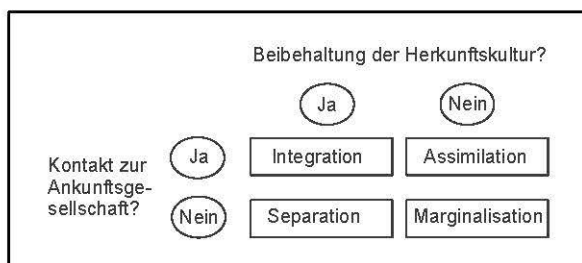 Beibehaltung der Herkunftskultur?
Ja
Nein
Kontakt zur
Ankunftsge-
sellschaft?
Ja
Integration
Assimilation
Nein
Separation
Marginalisation